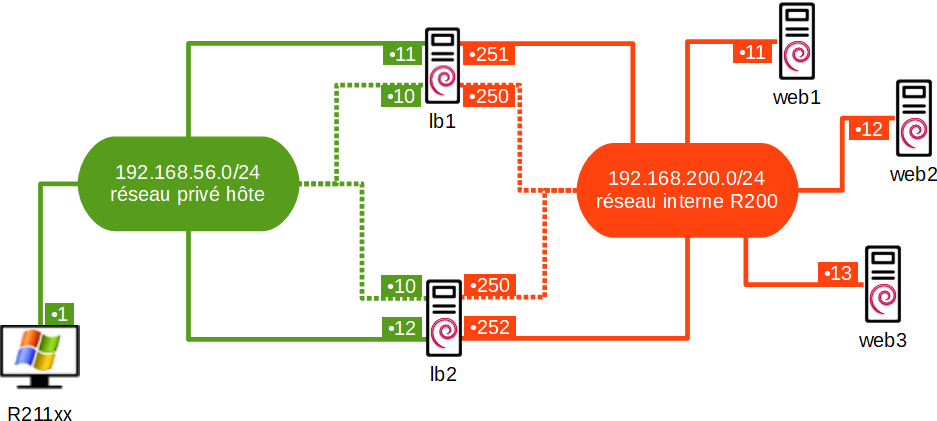 •11
•251
•10
•250
lb1
•11
web1
•12
web2
192.168.56.0/24
réseau privé hôte
192.168.200.0/24
réseau interne R200
•10
•250
•12
•252
lb2
•13
web3
•1
R211xx